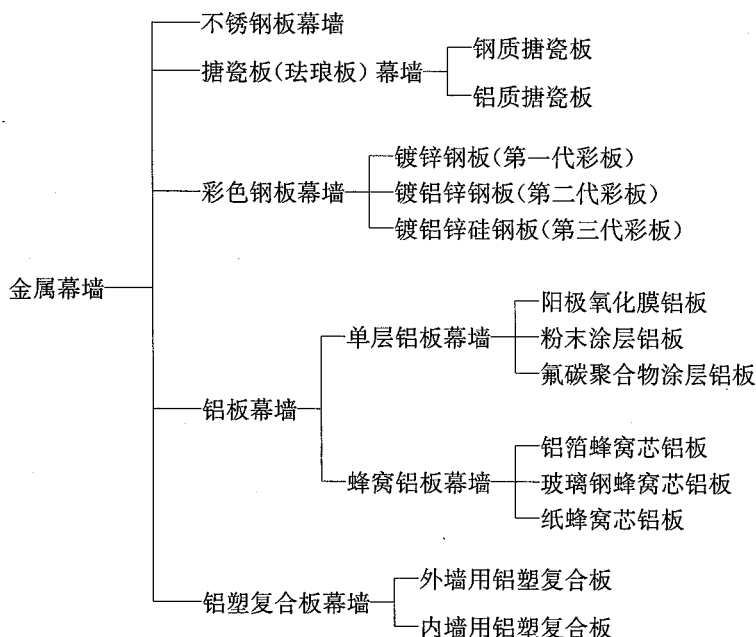 不锈钢板幕墙
搪瓷板(珐琅板)幕墙
钢质搪瓷板
铝质搪瓷板
彩色钢板幕墙
镀锌钢板(第一代彩板)
镀铝锌钢板(第二代彩板)
镀铝锌硅钢板(第三代彩板)
金属幕墙
铝板幕墙
单层铝板幕墙
阳极氧化膜铝板
粉末涂层铝板
氟碳聚合物涂层铝板
蜂窝铝板幕墙
铝箔蜂窝芯铝板
玻璃钢蜂窝芯铝板
纸蜂窝芯铝板
铝塑复合板幕墙
外墙用铝塑复合板
内墙用铝塑复合板